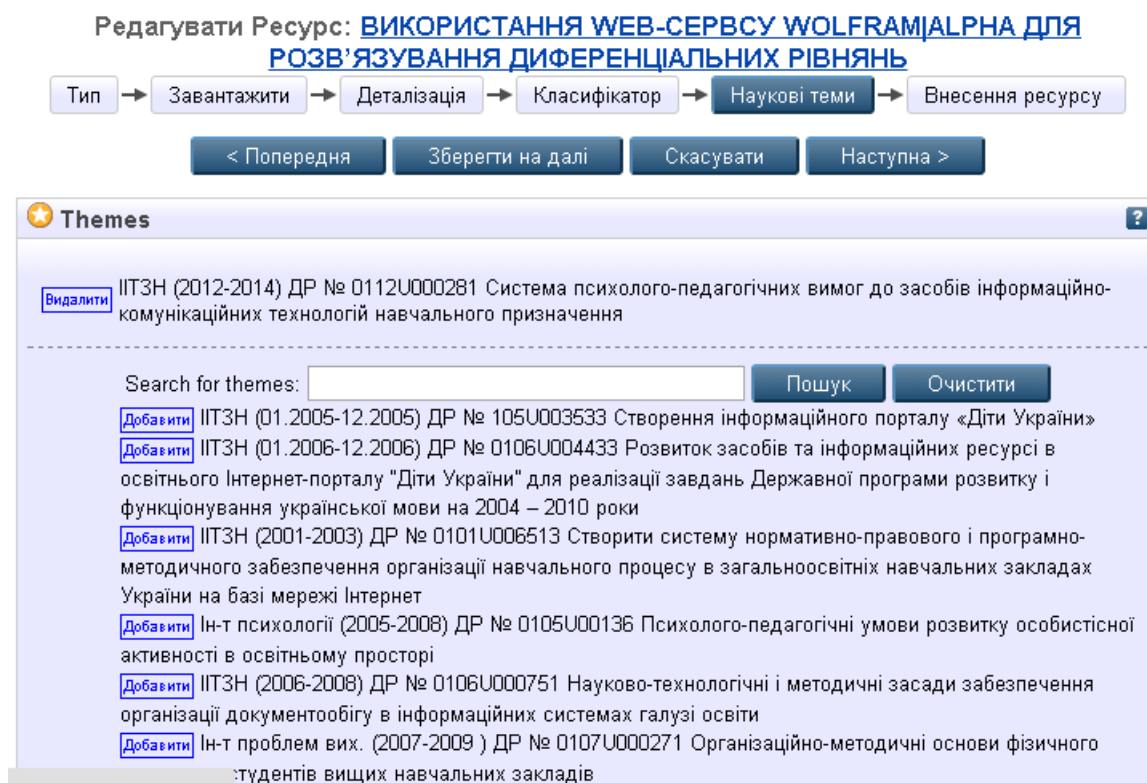 Редагувати Ресурс: ВИКОРИСТАННЯ WEB-СЕРВСУ WOLFRAM|ALPHA ДЛЯ
РОЗВ’ЯЗУВАННЯ ДИФЕРЕНЦІАЛЬНИХ РІВНЯНЬ
Тип Завантажити Деталізація Класифікатор Наукові теми Внесення ресурсу
< Попередня Зберегти на далі Скасувати Наступна >
Themes ?
Видалити ІІТЗН (2012-2014) ДР № 0112U000281 Система психолого-педагогічних вимог до засобів інформаційно-
комунікаційних технологій навчального призначення
Search for themes: Пошук Очистити
Добавити ІІТЗН (01.2005-12.2005) ДР № 105U003533 Створення інформаційного порталу «Діти України»
Добавити ІІТЗН (01.2006-12.2006) ДР № 0106U004433 Розвиток засобів та інформаційних ресурсі в
освітнього Інтернет-порталу "Діти України" для реалізації завдань Державної програми розвитку і
функціонування української мови на 2004 – 2010 роки
Добавити ІІТЗН (2001-2003) ДР № 0101U006513 Створити систему нормативно-правового і програмно-
методичного забезпечення організації навчального процесу в загальноосвітніх навчальних закладах
України на базі мережі Інтернет
Добавити Ін-т психології (2005-2008) ДР № 0105U00136 Психолого-педагогічні умови розвитку особистісної
активності в освітньому просторі
Добавити ІІТЗН (2006-2008) ДР № 0106U000751 Науково-технологічні і методичні засади забезпечення
організації документообігу в інформаційних системах галузі освіти
Добавити Ін-т проблем вих. (2007-2009 ) ДР № 0107U000271 Організаційно-методичні основи фізичного
студентів вищих навчальних закладів